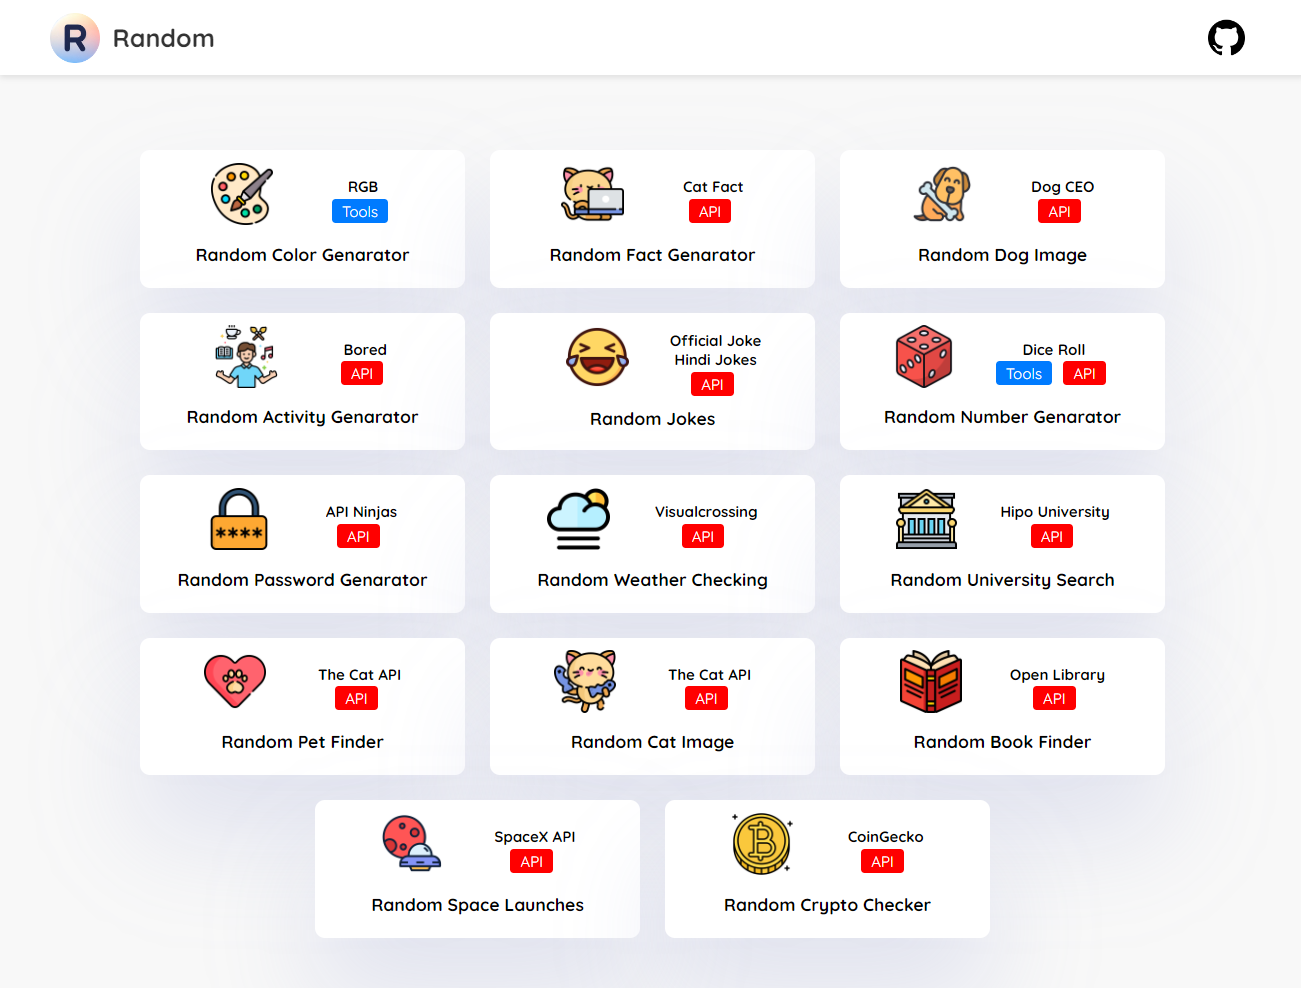 R Random
RGB
Tools
Random Color Genarator
Cat Fact
API
Random Fact Genarator
Dog CEO
API
Random Dog Image
Bored
API
Random Activity Genarator
Official Joke
Hindi Jokes
API
Random Jokes
Dice Roll
Tools API
Random Number Genarator
****
API Ninjas
API
Random Password Genarator
Visualcrossing
API
Random Weather Checking
Hipo University
API
Random University Search
The Cat API
API
Random Pet Finder
The Cat API
API
Random Cat Image
Open Library
API
Random Book Finder
SpaceX API
API
Random Space Launches
CoinGecko
API
Random Crypto Checker